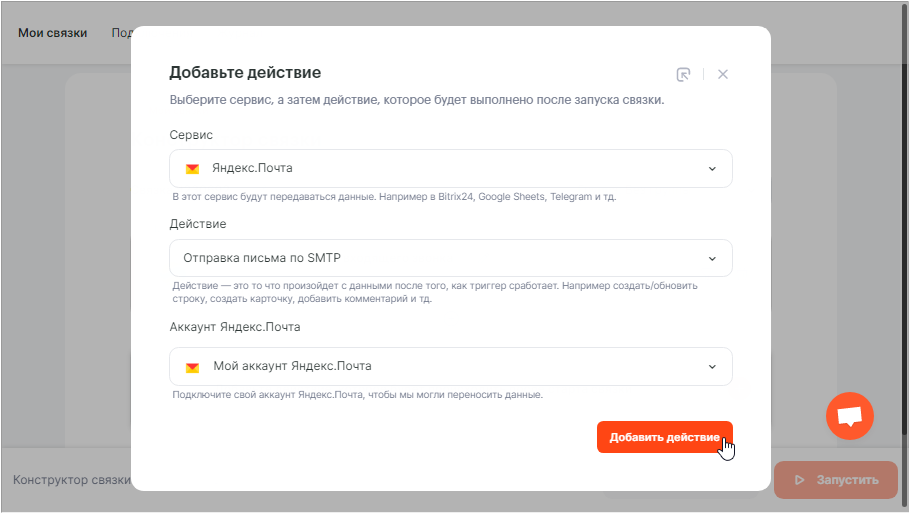 Мои связки
Под
Добавьте действие
Выберите сервис, а затем действие, которое будет выполнено после запуска связки.
Сервис
Яндекс.Почта
В этот сервис будут передаваться данные. Например в Bitrix24, Google Sheets, Telegram и тд.
Действие
Отправка письма по SMTP
Действие — это то что произойдет с данными после того, как триггер сработает. Например создать/обновить
строку, создать карточку, добавить комментарий и тд.
Аккаунт Яндекс.Почта
Мой аккаунт Яндекс.Почта
Подключите свой аккаунт Яндекс.Почта, чтобы мы могли переносить данные.
Добавить действие
Конструктор связки
Запустить